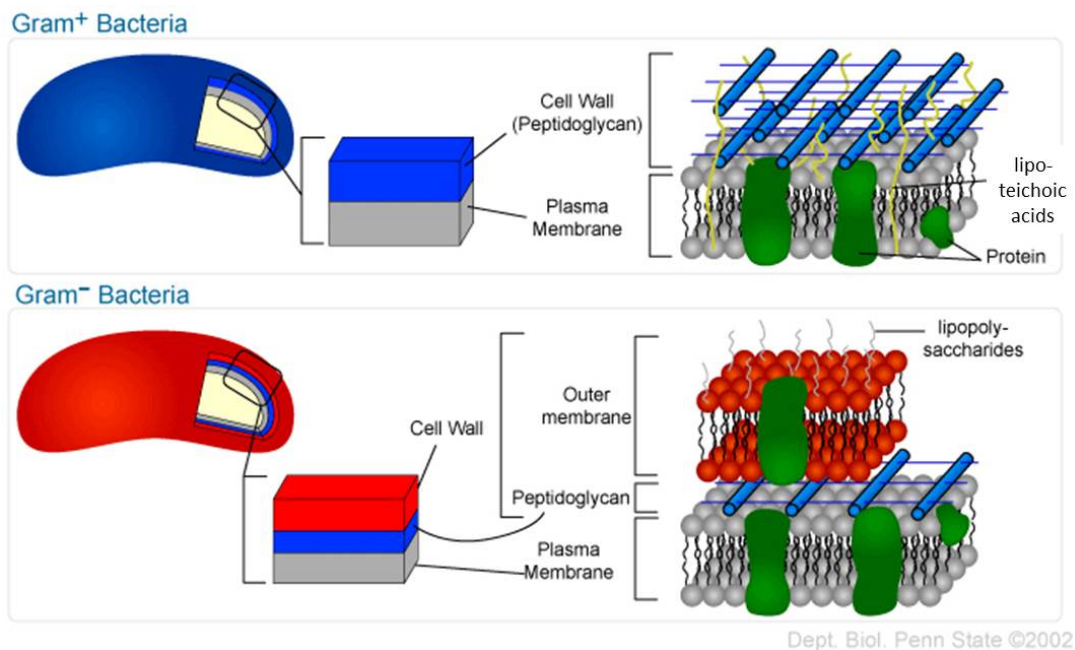 Gram+ Bacteria
Cell Wall
(Peptidoglycan)
Plasma
Membrane
lipo-
teichoic
acids
Protein
Gram– Bacteria
Cell Wall
Outer
membrane
Peptidoglycan
Plasma
Membrane
lipopoly-
saccharides
Dept. Biol. Penn State ©2002